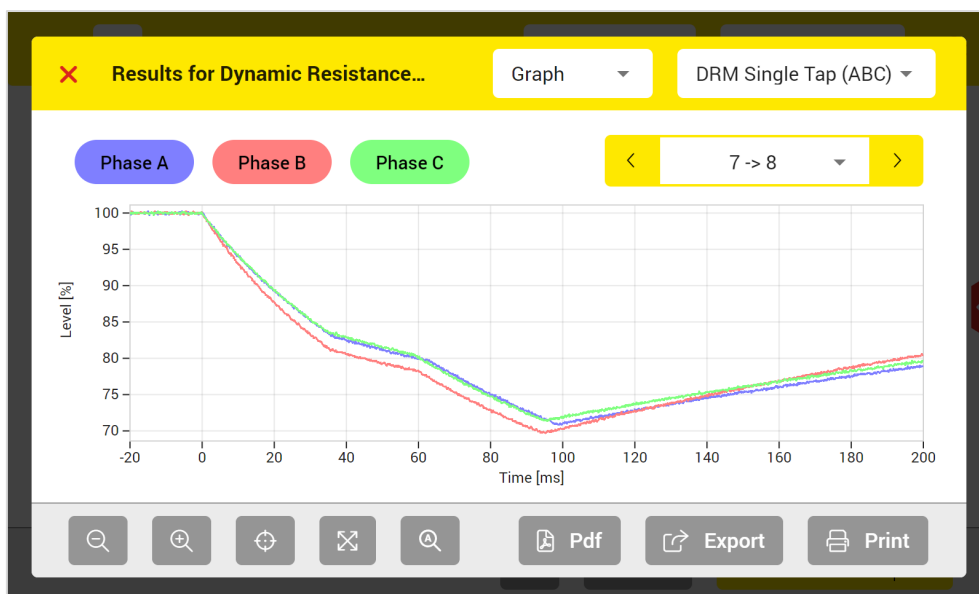 Results for Dynamic Resistance…
Graph
DRM Single Tap (ABC)
Phase A
Phase B
Phase C
7 -> 8
100
95
90
85
80
75
70
Level [%]
-20 0 20 40 60 80 100 120 140 160 180 200
Time [ms]
A
Pdf
Export
Print